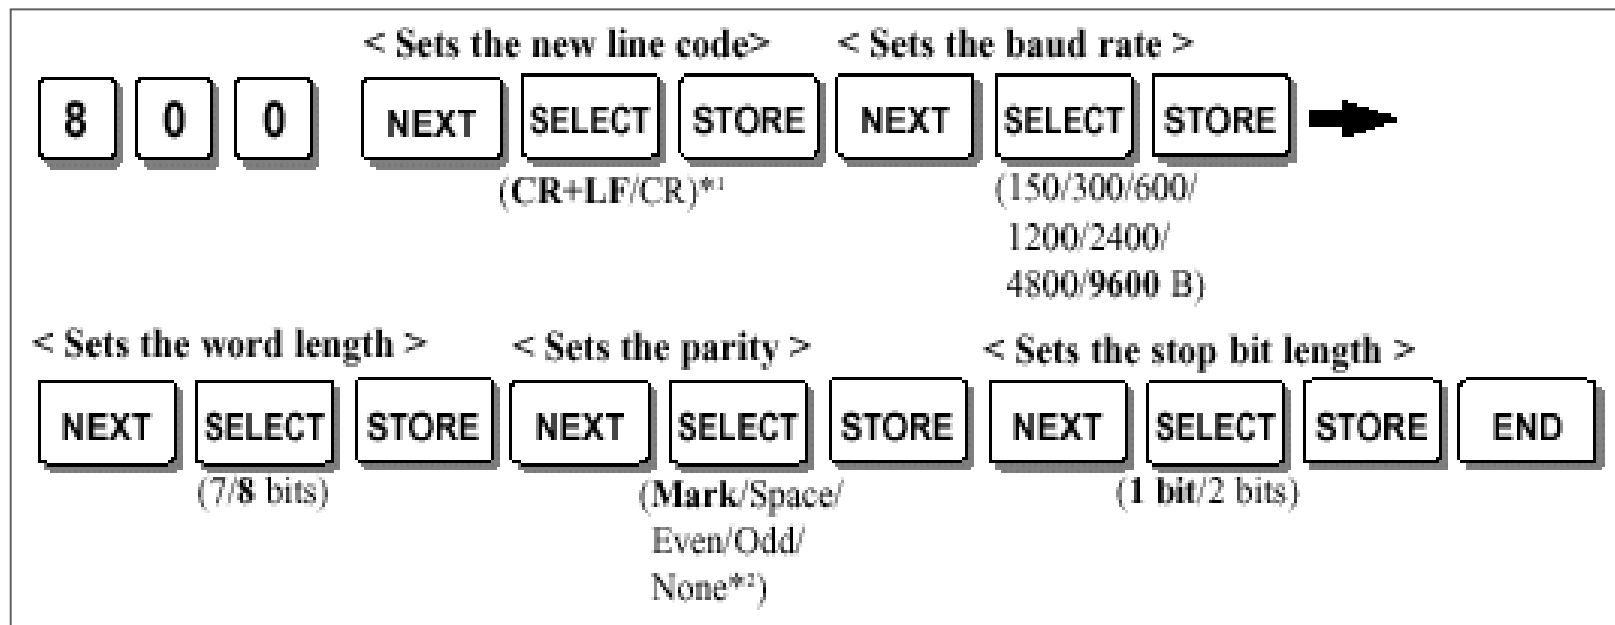 < Sets the new line code> < Sets the baud rate >
8 0 0 NEXT SELECT STORE NEXT SELECT STORE
(CR+LF/CR)*1 (150/300/600/
1200/2400/
4800/9600 B)
< Sets the word length > < Sets the parity > < Sets the stop bit length >
NEXT SELECT STORE NEXT SELECT STORE NEXT SELECT STORE END
(7/8 bits) (Mark/Space/ (1 bit/2 bits)
Even/Odd/
None*2)